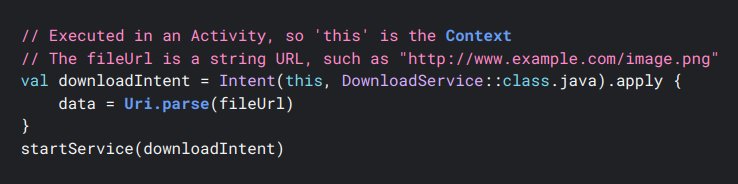 // Executed in an Activity, so 'this' is the Context
// The fileUrl is a string URL, such as "http://www.example.com/image.png"
val downloadIntent = Intent(this, DownloadService::class.java).apply {
    data = Uri.parse(fileUrl)
}
startService(downloadIntent)